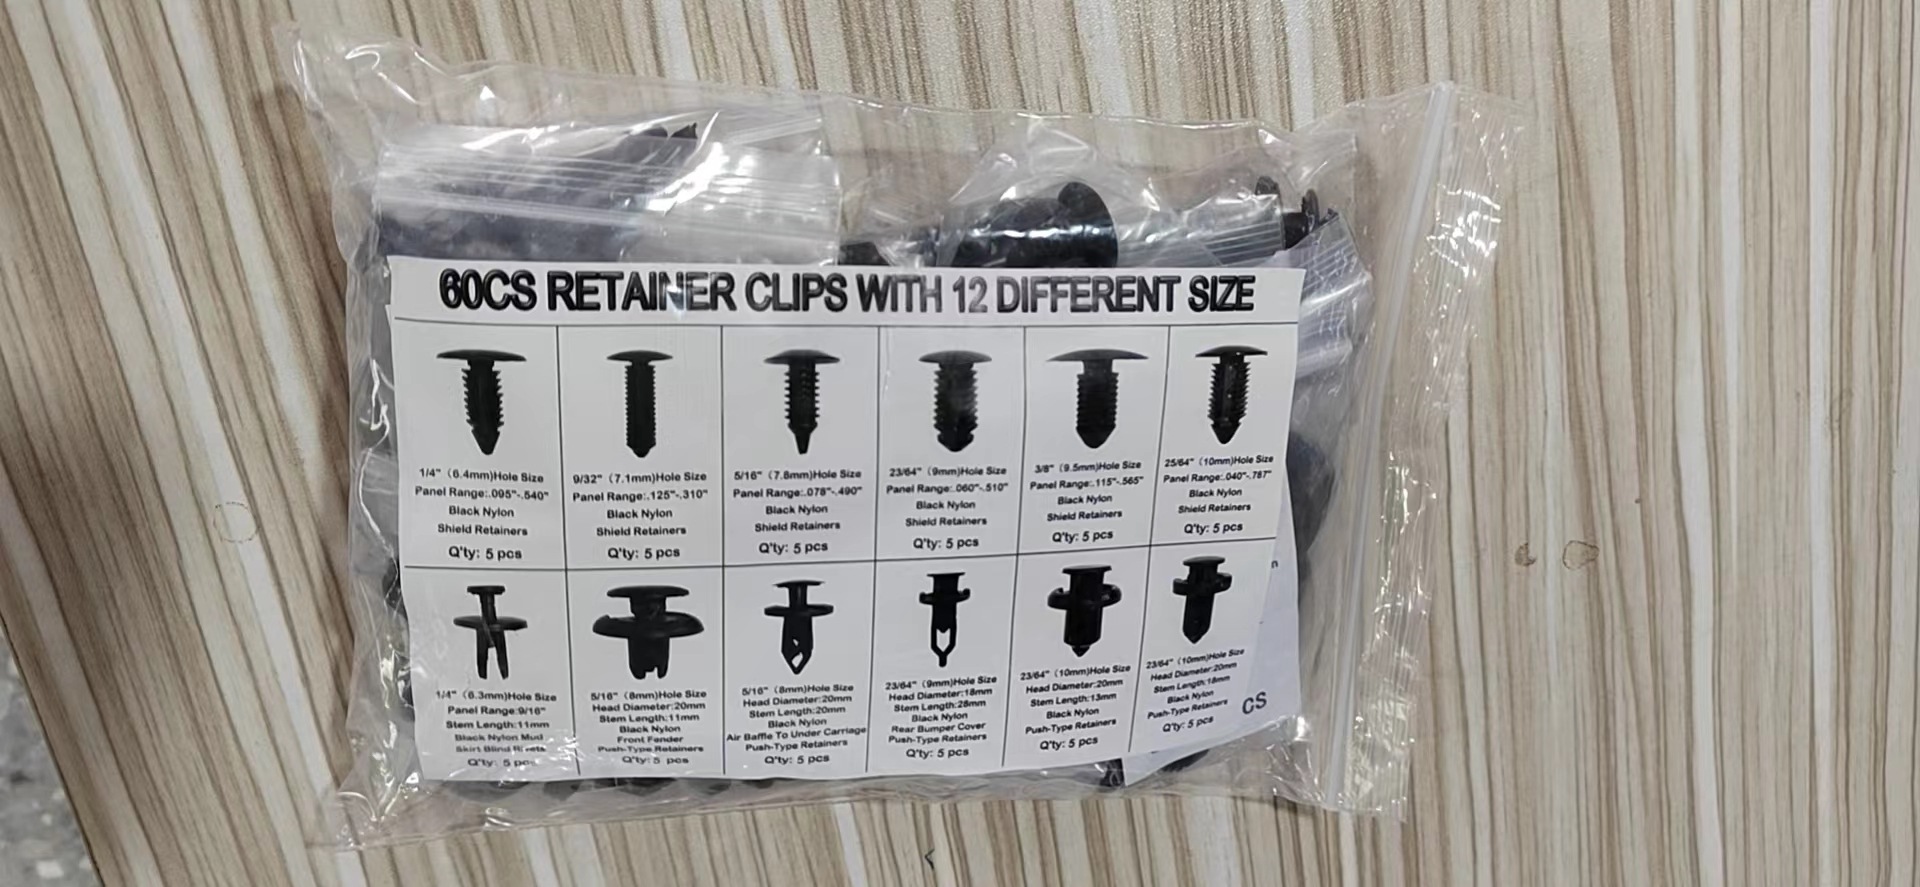 60CS RETAINER CLIPS WITH 12 DIFFERENT SIZE
1/4" (6.4mm)Hole Size
Panel Range:.095"-.540"
Black Nylon
Shield Retainers
Q'ty: 5 pcs
9/32" (7.1mm)Hole Size
Panel Range:.125"-.310"
Black Nylon
Shield Retainers
Q'ty: 5 pcs
5/16" (7.8mm)Hole Size
Panel Range:.078"-.490"
Black Nylon
Shield Retainers
Q'ty: 5 pcs
23/64" (9mm)Hole Size
Panel Range:.060"-.510"
Black Nylon
Shield Retainers
Q'ty: 5 pcs
3/8" (9.5mm)Hole Size
Panel Range:.115"-.565"
Black Nylon
Shield Retainers
Q'ty: 5 pcs
25/64" (10mm)Hole Size
Panel Range:.040"-.787"
Black Nylon
Shield Retainers
Q'ty: 5 pcs
1/4" (6.3mm)Hole Size
Panel Range:9/16"
Stem Length:11mm
Black Nylon Mud
Skirt Blind Rivets
Q'ty: 5 pcs
5/16" (8mm)Hole Size
Head Diameter:20mm
Stem Length:11mm
Black Nylon
Front Fender
Push-Type Retainers
Q'ty: 5 pcs
5/16" (8mm)Hole Size
Head Diameter:20mm
Stem Length:20mm
Black Nylon
Air Baffle To Under Carriage
Push-Type Retainers
Q'ty: 5 pcs
23/64" (9mm)Hole Size
Head Diameter:18mm
Stem Length:28mm
Black Nylon
Rear Bumper Cover
Push-Type Retainers
Q'ty: 5 pcs
23/64" (10mm)Hole Size
Head Diameter:20mm
Stem Length:13mm
Black Nylon
Push-Type Retainers
Q'ty: 5 pcs
23/64" (10mm)Hole Size
Head Diameter:20mm
Stem Length:18mm
Black Nylon
Push-Type Retainers
Q'ty: 5 pcs
n
CS